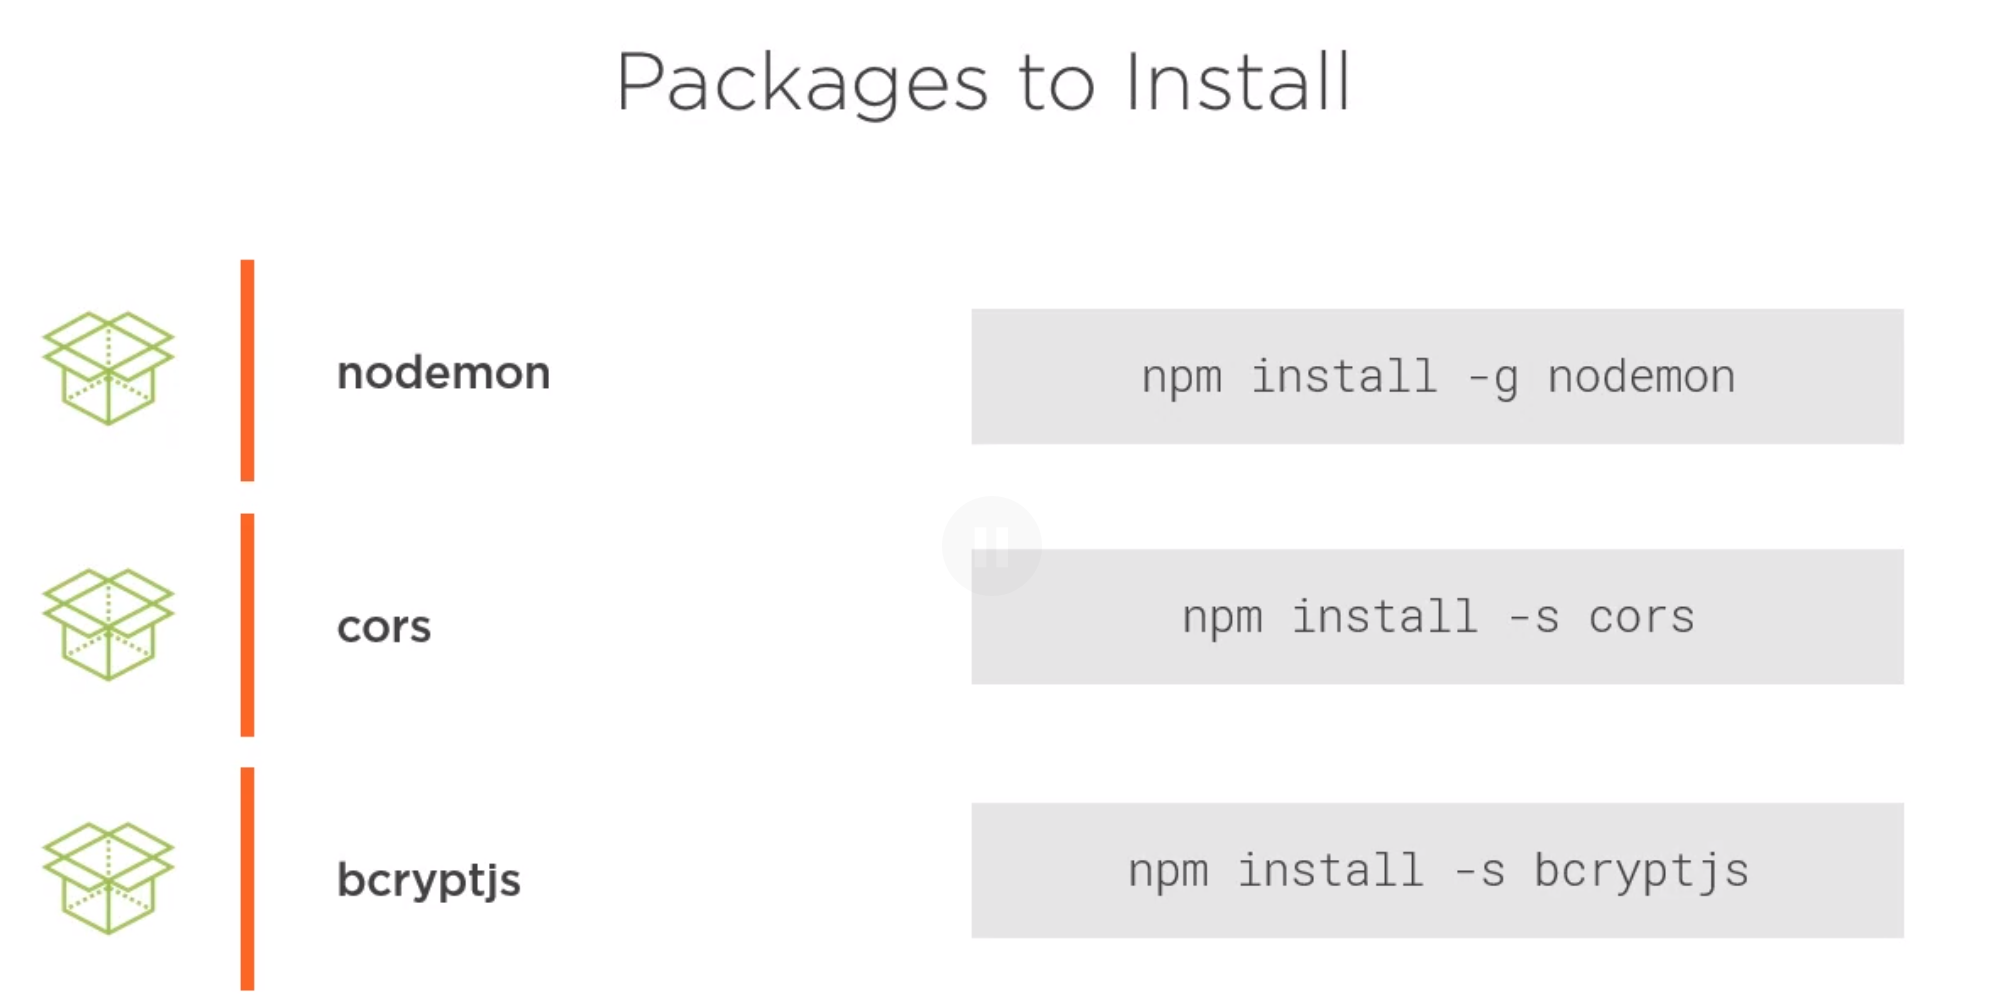 Packages to Install
nodemon
npm install -g nodemon
cors
npm install -s cors
bcryptjs
npm install -s bcryptjs